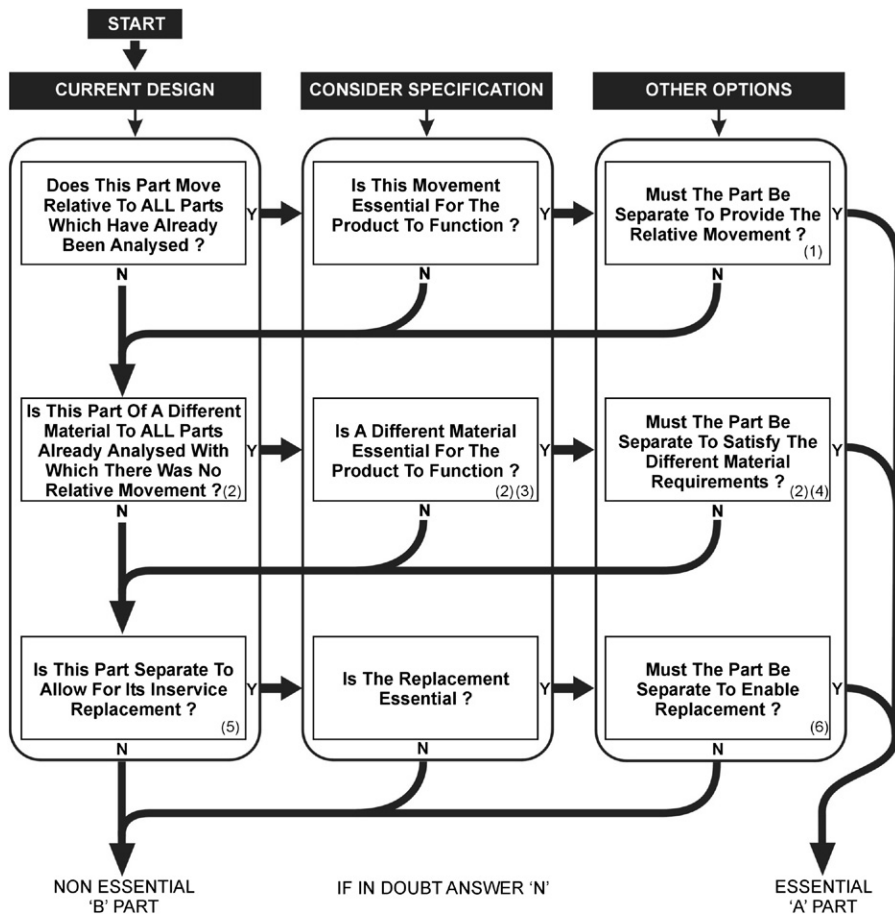 START
CURRENT DESIGN
CONSIDER SPECIFICATION
OTHER OPTIONS
Does This Part Move
Relative To ALL Parts
Which Have Already
Been Analysed ?
Y
N
Is This Movement
Essential For The
Product To Function ?
Y
N
Must The Part Be
Separate To Provide The
Relative Movement ?
(1)
Y
N
Is This Part Of A Different
Material To ALL Parts
Already Analysed With
Which There Was No
Relative Movement ?(2)
Y
N
Is A Different Material
Essential For The
Product To Function ?
(2)(3)
Y
N
Must The Part Be
Separate To Satisfy The
Different Material
Requirements ?
(2)(4)
Y
N
Is This Part Separate To
Allow For Its Inservice
Replacement ?
(5)
Y
N
Is The Replacement
Essential ?
Y
N
Must The Part Be
Separate To Enable
Replacement ?
(6)
Y
N
NON ESSENTIAL
‘B’ PART
IF IN DOUBT ANSWER ‘N’
ESSENTIAL
‘A’ PART